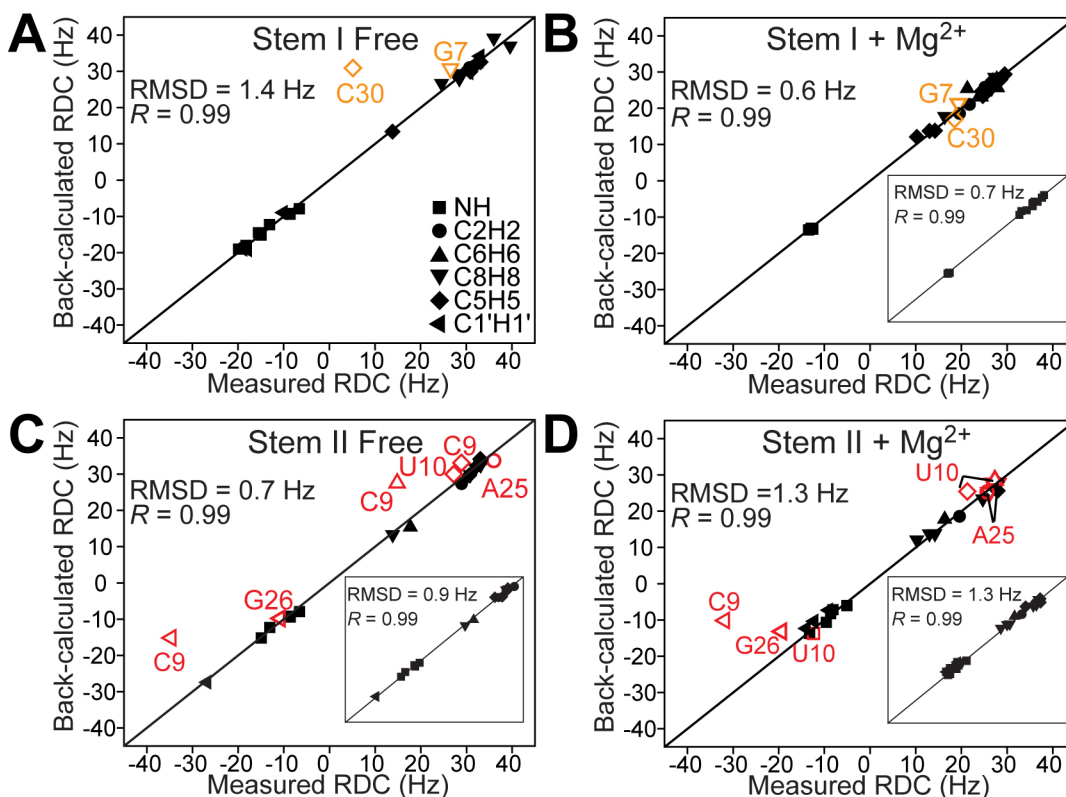 A
Stem I Free
G7
C30
RMSD = 1.4 Hz
R = 0.99
NH
C2H2
C6H6
C8H8
C5H5
C1'H1'
Back-calculated RDC (Hz)
40
30
20
10
0
-10
-20
-30
-40
-40 -30 -20 -10 0 10 20 30 40
Measured RDC (Hz)
B
Stem I + Mg2+
G7
C30
RMSD = 0.6 Hz
R = 0.99
RMSD = 0.7 Hz
R = 0.99
Back-calculated RDC (Hz)
40
30
20
10
0
-10
-20
-30
-40
-40 -30 -20 -10 0 10 20 30 40
Measured RDC (Hz)
C
Stem II Free
C9
U10
C9
A25
RMSD = 0.7 Hz
R = 0.99
G26
C9
RMSD = 0.9 Hz
R = 0.99
Back-calculated RDC (Hz)
40
30
20
10
0
-10
-20
-30
-40
-40 -30 -20 -10 0 10 20 30 40
Measured RDC (Hz)
D
Stem II + Mg2+
U10
A25
RMSD =1.3 Hz
R = 0.99
C9
G26
U10
RMSD = 1.3 Hz
R = 0.99
Back-calculated RDC (Hz)
40
30
20
10
0
-10
-20
-30
-40
-40 -30 -20 -10 0 10 20 30 40
Measured RDC (Hz)